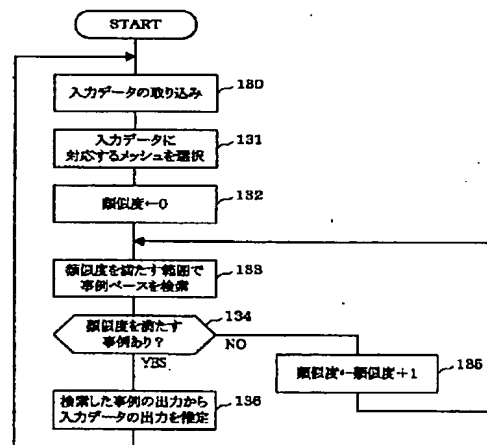 START
入力データの取り込み
130
入力データに
対応するメッシュを選択
131
類似度←0
132
類似度を満たす範囲で
事例ベースを検索
133
類似度を満たす
事例あり?
134
NO
YES
類似度←類似度+1
135
検索した事例の出力から
入力データの出力を推定
136